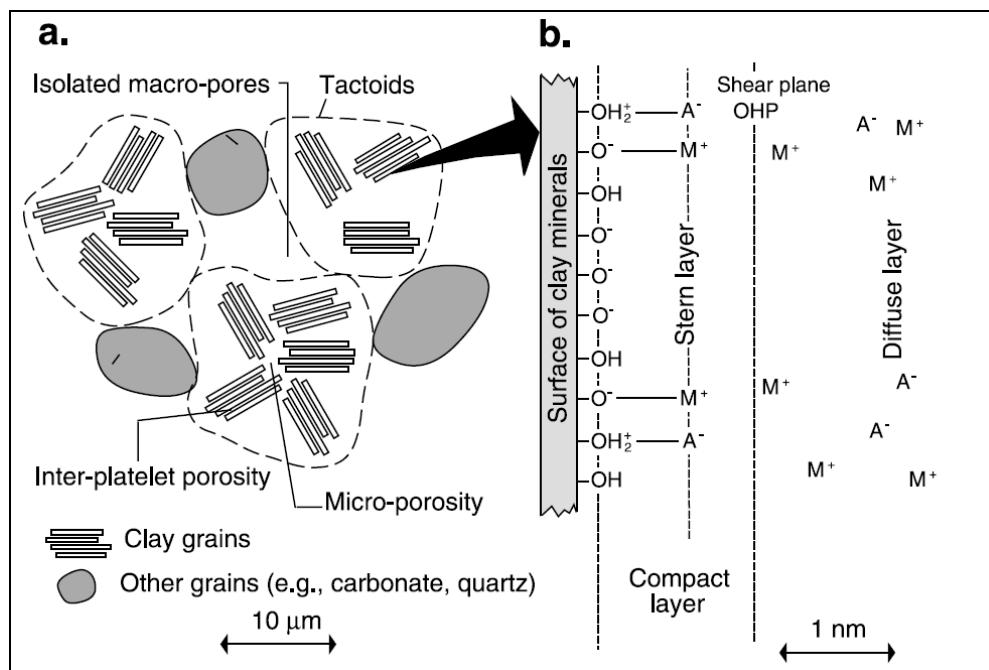 a.
Isolated macro-pores
Tactoids
Inter-platelet porosity
Micro-porosity
Clay grains
Other grains (e.g., carbonate, quartz)
10 μm
b.
Shear plane
OHP
Surface of clay minerals
Stern layer
Diffuse layer
OH₂⁺ A⁻
O⁻ M⁺
OH
O⁻
O⁻
O⁻
OH
O⁻ M⁺
OH₂⁺ A⁻
OH
A⁻ M⁺
M⁺
M⁺
M⁺ A⁻
A⁻
M⁺ M⁺
Compact
layer
1 nm